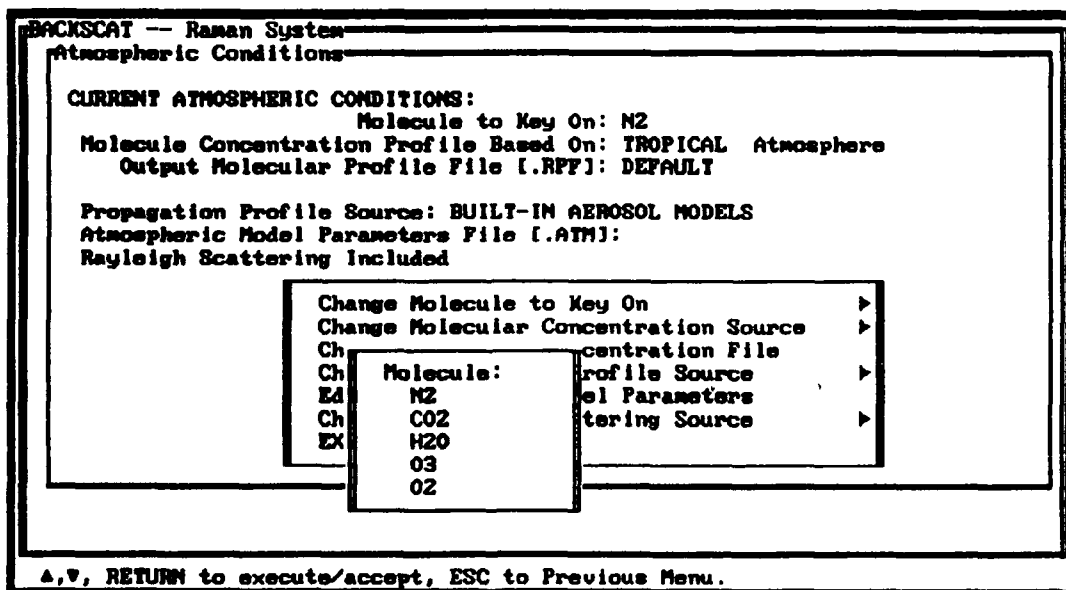 BACKSCAT -- Raman System
Atmospheric Conditions
CURRENT ATMOSPHERIC CONDITIONS:
Molecule to Key On: N2
Molecule Concentration Profile Based On: TROPICAL Atmosphere
Output Molecular Profile File [.RPF]: DEFAULT
Propagation Profile Source: BUILT-IN AEROSOL MODELS
Atmospheric Model Parameters File [.ATM]:
Rayleigh Scattering Included
Change Molecule to Key On ▶
Change Molecular Concentration Source ▶
Ch centration File
Ch rofile Source ▶
Ed el Parameters
Ch tering Source ▶
EX
Molecule:
N2
CO2
H2O
O3
O2
▲,▼, RETURN to execute/accept, ESC to Previous Menu.